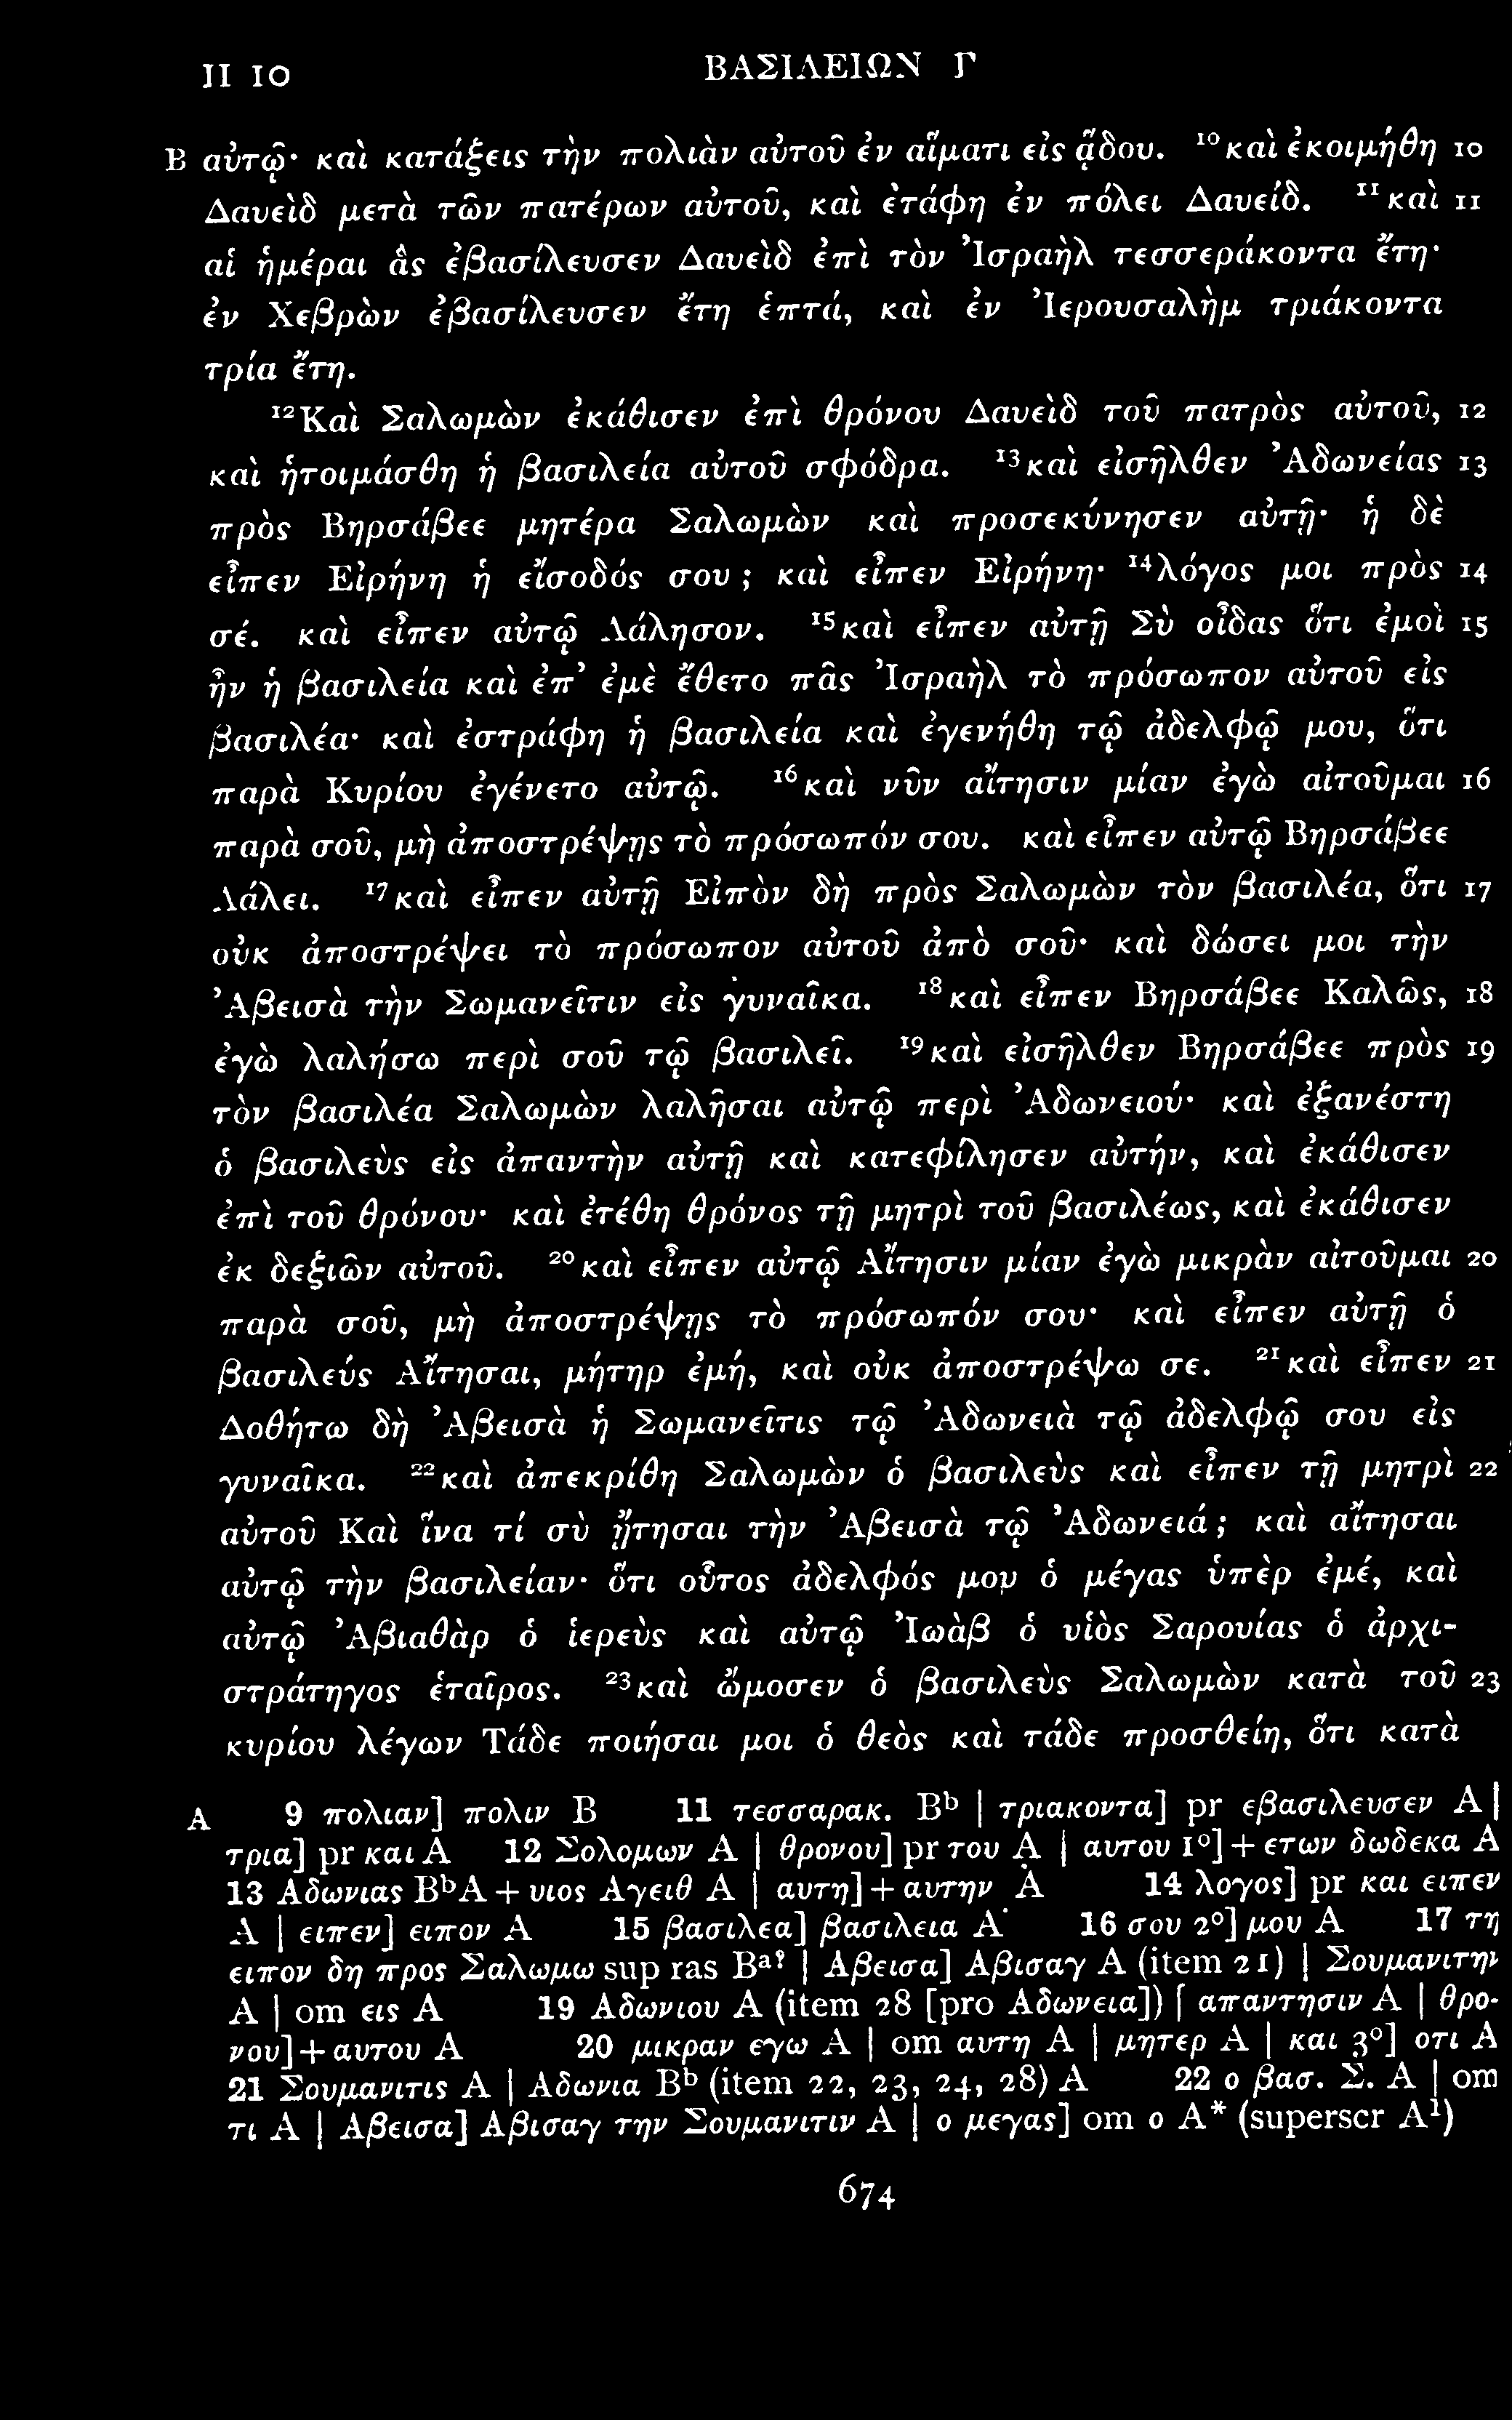 II 10 ΒΑΣΙΛΕΙΩΝ Γ
B αὐτῷ· καὶ κατάξεις τὴν πολιὰν αὐτοῦ ἐν αἵματι εἰς ᾅδου. ¹⁰καὶ ἐκοιμήθη 10
Δαυεὶδ μετὰ τῶν πατέρων αὐτοῦ, καὶ ἐτάφη ἐν πόλει Δαυείδ. ¹¹καὶ 11
αἱ ἡμέραι ἃς ἐβασίλευσεν Δαυεὶδ ἐπὶ τὸν Ἰσραὴλ τεσσεράκοντα ἔτη·
ἐν Χεβρὼν ἐβασίλευσεν ἔτη ἑπτά, καὶ ἐν Ἰερουσαλὴμ τριάκοντα
τρία ἔτη.
¹²Καὶ Σαλωμὼν ἐκάθισεν ἐπὶ θρόνου Δαυεὶδ τοῦ πατρὸς αὐτοῦ, 12
καὶ ἡτοιμάσθη ἡ βασιλεία αὐτοῦ σφόδρα. ¹³καὶ εἰσῆλθεν Ἀδωνείας 13
πρὸς Βηρσάβεε μητέρα Σαλωμὼν καὶ προσεκύνησεν αὐτῇ· ἡ δὲ
εἶπεν Εἰρήνη ἡ εἴσοδός σου; καὶ εἶπεν Εἰρήνη· ¹⁴λόγος μοι πρὸς 14
σέ. καὶ εἶπεν αὐτῷ Λάλησον. ¹⁵καὶ εἶπεν αὐτῇ Σὺ οἶδας ὅτι ἐμοὶ 15
ἦν ἡ βασιλεία καὶ ἐπ’ ἐμὲ ἔθετο πᾶς Ἰσραὴλ τὸ πρόσωπον αὐτοῦ εἰς
βασιλέα· καὶ ἐστράφη ἡ βασιλεία καὶ ἐγενήθη τῷ ἀδελφῷ μου, ὅτι
παρὰ Κυρίου ἐγένετο αὐτῷ. ¹⁶καὶ νῦν αἴτησιν μίαν ἐγὼ αἰτοῦμαι 16
παρὰ σοῦ, μὴ ἀποστρέψῃς τὸ πρόσωπόν σου. καὶ εἶπεν αὐτῷ Βηρσάβεε
Λάλει. ¹⁷καὶ εἶπεν αὐτῇ Εἰπὸν δὴ πρὸς Σαλωμὼν τὸν βασιλέα, ὅτι 17
οὐκ ἀποστρέψει τὸ πρόσωπον αὐτοῦ ἀπὸ σοῦ· καὶ δώσει μοι τὴν
Ἀβεισὰ τὴν Σωμανεῖτιν εἰς γυναῖκα. ¹⁸καὶ εἶπεν Βηρσάβεε Καλῶς, 18
ἐγὼ λαλήσω περὶ σοῦ τῷ βασιλεῖ. ¹⁹καὶ εἰσῆλθεν Βηρσάβεε πρὸς 19
τὸν βασιλέα Σαλωμὼν λαλῆσαι αὐτῷ περὶ Ἀδωνειού· καὶ ἐξανέστη
ὁ βασιλεὺς εἰς ἀπαντὴν αὐτῇ καὶ κατεφίλησεν αὐτήν, καὶ ἐκάθισεν
ἐπὶ τοῦ θρόνου· καὶ ἐτέθη θρόνος τῇ μητρὶ τοῦ βασιλέως, καὶ ἐκάθισεν
ἐκ δεξιῶν αὐτοῦ. ²⁰καὶ εἶπεν αὐτῷ Αἴτησιν μίαν ἐγὼ μικρὰν αἰτοῦμαι 20
παρὰ σοῦ, μὴ ἀποστρέψῃς τὸ πρόσωπόν σου· καὶ εἶπεν αὐτῇ ὁ
βασιλεύς Αἴτησαι, μήτηρ ἐμή, καὶ οὐκ ἀποστρέψω σε. ²¹καὶ εἶπεν 21
Δοθήτω δὴ Ἀβεισὰ ἡ Σωμανεῖτις τῷ Ἀδωνειὰ τῷ ἀδελφῷ σου εἰς
γυναῖκα. ²²καὶ ἀπεκρίθη Σαλωμὼν ὁ βασιλεὺς καὶ εἶπεν τῇ μητρὶ 22
αὐτοῦ Καὶ ἵνα τί σὺ ᾔτησαι τὴν Ἀβεισὰ τῷ Ἀδωνειά; καὶ αἴτησαι
αὐτῷ τὴν βασιλείαν· ὅτι οὗτος ἀδελφός μου ὁ μέγας ὑπὲρ ἐμέ, καὶ
αὐτῷ Ἀβιαθὰρ ὁ ἱερεὺς καὶ αὐτῷ Ἰωὰβ ὁ υἱὸς Σαρουίας ὁ ἀρχι-
στράτηγος ἑταῖρος. ²³καὶ ὤμοσεν ὁ βασιλεὺς Σαλωμὼν κατὰ τοῦ 23
κυρίου λέγων Τάδε ποιήσαι μοι ὁ θεὸς καὶ τάδε προσθείη, ὅτι κατὰ
A 9 πολιαν] πολιν B 11 τεσσαρακ. Bᵇ | τριακοντα] pr εβασιλευσεν A |
τρια] pr και A 12 Σολομων A | θρονου] pr του A | αυτου 1°] + ετων δωδεκα A
13 Αδωνιας BᵇA + υιος Αγειθ A | αυτη] + αυτην A 14 λογος] pr και ειπεν
A | ειπεν] ειπον A 15 βασιλεα] βασιλεια A 16 σου 2°] μου A 17 τη
ειπον δη προς Σαλωμω sup ras Bᵃ? | Αβεισα] Αβισαγ A (item 21) | Σουμανιτην
A | om εις A 19 Αδωνιου A (item 28 [pro Αδωνεια]) | απαντησιν A | θρο-
νου] + αυτου A 20 μικραν εγω A | om αυτη A | μητερ A | και 3°] οτι A
21 Σουμανιτις A | Αδωνια Bᵇ (item 22, 23, 24, 28) A 22 ο βασ. Σ. A | om
τι A | Αβεισα] Αβισαγ την Σουμανιτιν A | ο μεγας] om ο A* (superscr A¹)
674